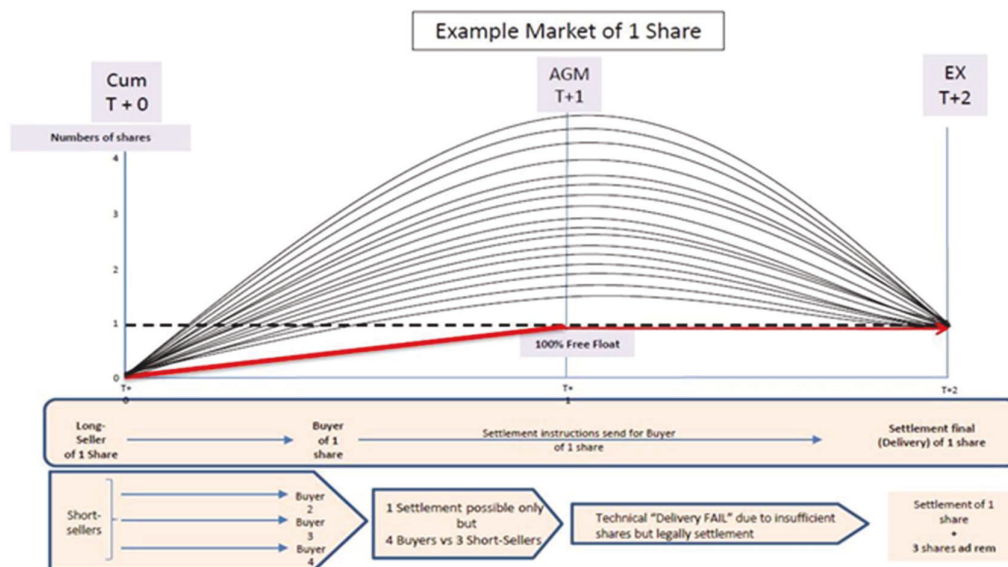 Example Market of 1 Share
Cum
T + 0
AGM
T+1
EX
T+2
Numbers of shares
4
3
2
1
0
100% Free Float
T+
0
T+
1
T+2
Long-
Seller
of 1 Share
Buyer
of 1
share
Settlement instructions send for Buyer
of 1 share
Settlement final
(Delivery) of 1 share
Short-
sellers
Buyer
2
Buyer
3
Buyer
4
1 Settlement possible only
but
4 Buyers vs 3 Short-Sellers
Technical "Delivery FAIL" due to insufficient
shares but legally settlement
Settlement of 1
share
+
3 shares ad rem